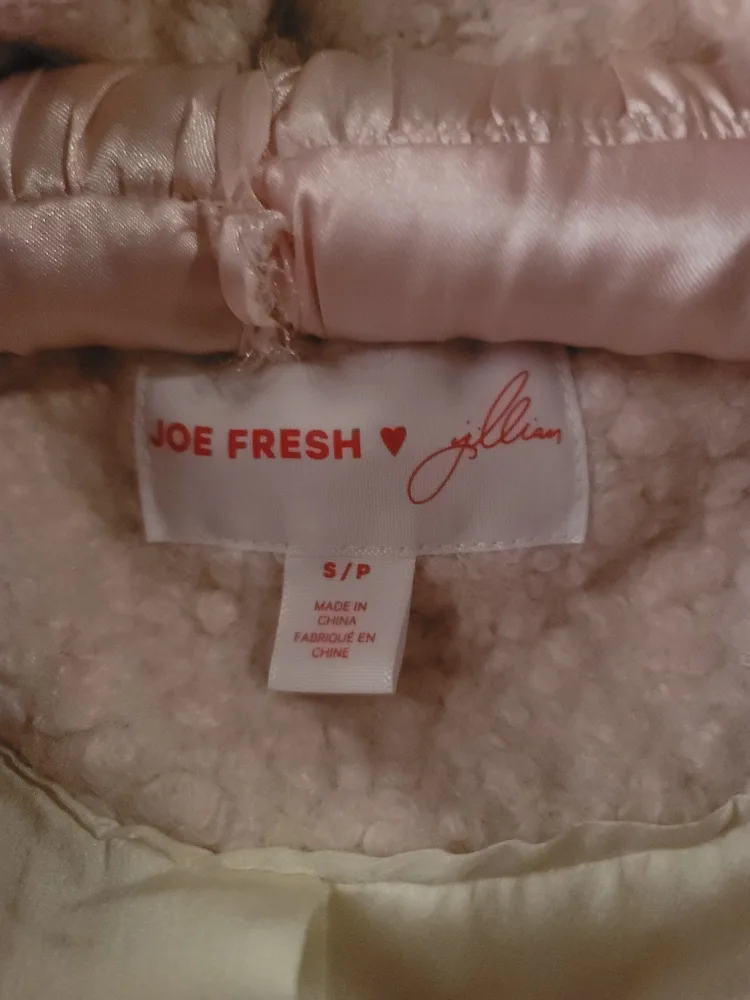 JOE FRESH ♥ jillian
S/P
MADE IN
CHINA
FABRIQUÉ EN
CHINE